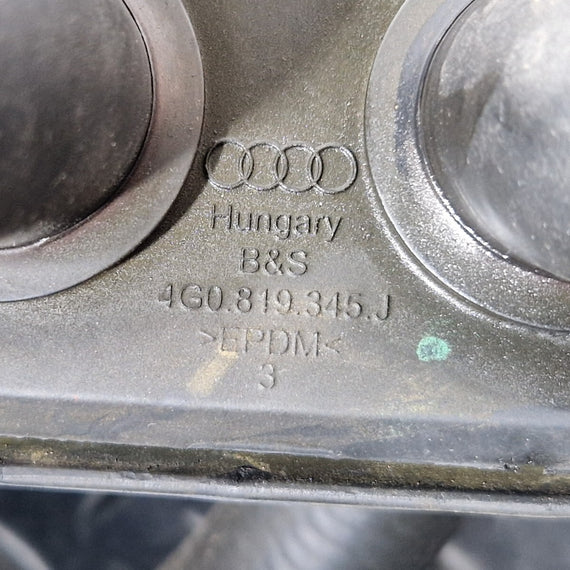 Hungary
B&S
4G0.819.345.J
>EPDM<
3